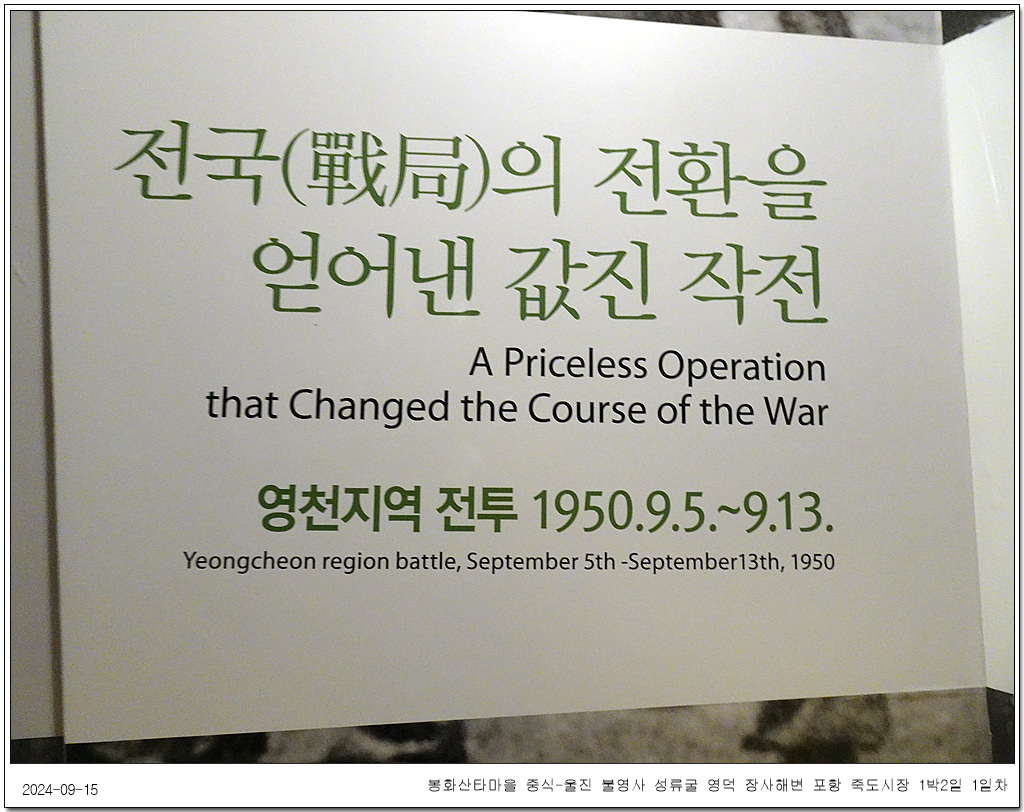 전국(戰局)의 전환을
얻어낸 값진 작전
A Priceless Operation
that Changed the Course of the War
영천지역 전투 1950.9.5.~9.13.
Yeongcheon region battle, September 5th -September13th, 1950
2024-09-15
봉화산타마을 중식-울진 불영사 성류굴 영덕 장사해변 포항 죽도시장 1박2일 1일차